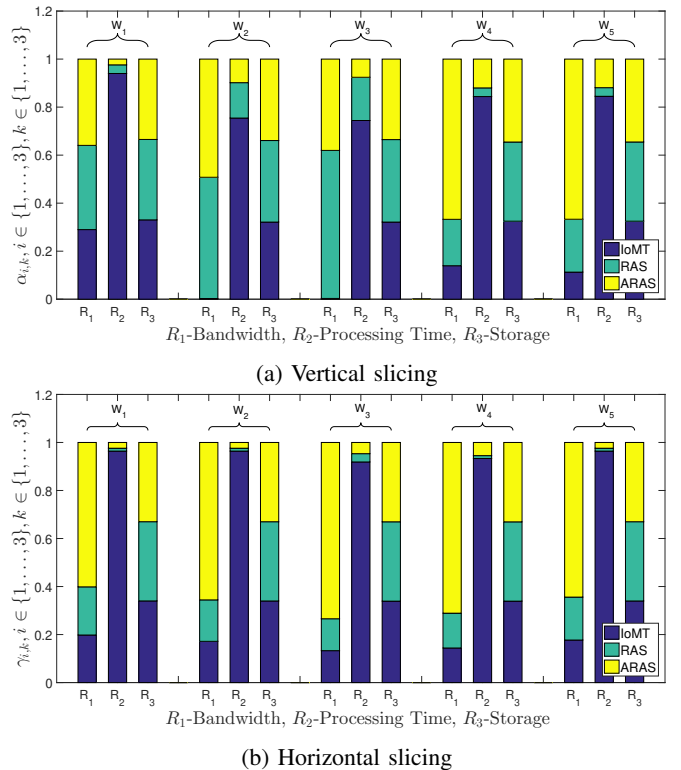 1.2
w1 w2 w3 w4 w5
1
0.8
0.6
0.4
0.2
0
α_{i,k}, i ∈ {1, . . . , 3}, k ∈ {1, . . . , 3}
IoMT
RAS
ARAS
R1 R2 R3 R1 R2 R3 R1 R2 R3 R1 R2 R3 R1 R2 R3
R1-Bandwidth, R2-Processing Time, R3-Storage
(a) Vertical slicing
1.2
w1 w2 w3 w4 w5
1
0.8
0.6
0.4
0.2
0
γ_{i,k}, i ∈ {1, . . . , 3}, k ∈ {1, . . . , 3}
IoMT
RAS
ARAS
R1 R2 R3 R1 R2 R3 R1 R2 R3 R1 R2 R3 R1 R2 R3
R1-Bandwidth, R2-Processing Time, R3-Storage
(b) Horizontal slicing